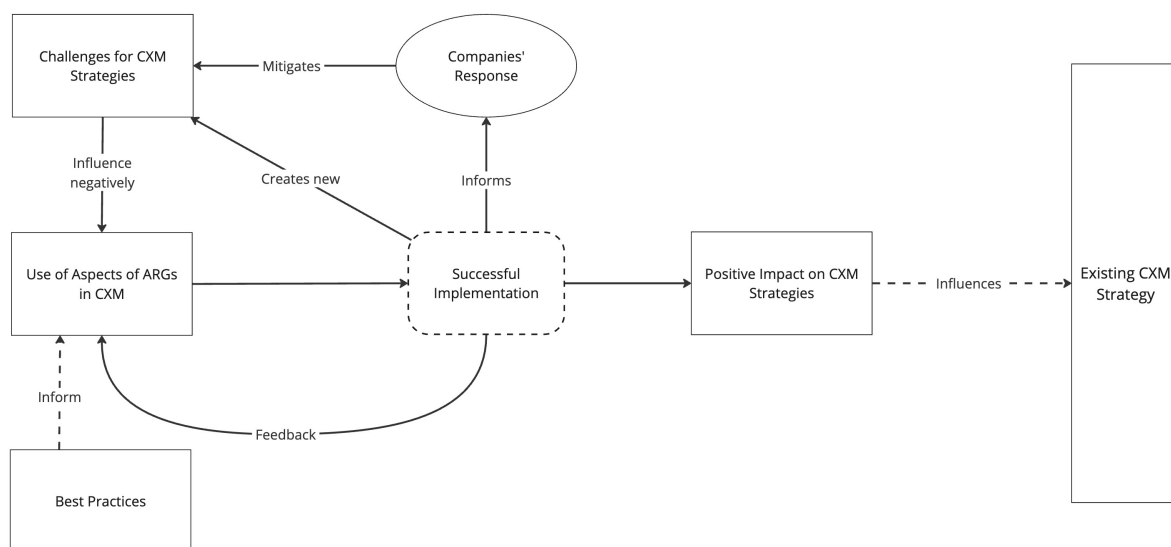 Challenges for CXM
Strategies
Mitigates
Companies'
Response
Influence
negatively
Creates new
Informs
Use of Aspects of ARGs
in CXM
Successful
Implementation
Positive Impact on CXM
Strategies
Influences
Existing CXM
Strategy
Inform
Feedback
Best Practices